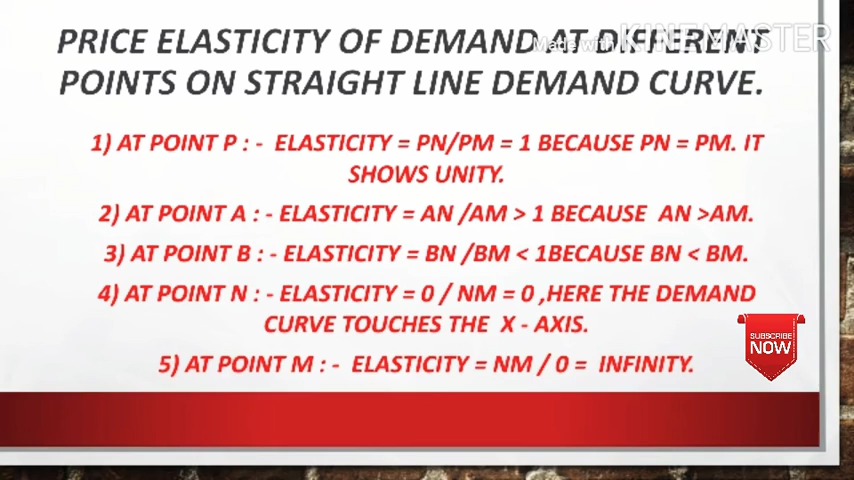 Made with KINEMASTER
PRICE ELASTICITY OF DEMAND AT DIFFERENT
POINTS ON STRAIGHT LINE DEMAND CURVE.
1) AT POINT P : - ELASTICITY = PN/PM = 1 BECAUSE PN = PM. IT
SHOWS UNITY.
2) AT POINT A : - ELASTICITY = AN /AM > 1 BECAUSE AN >AM.
3) AT POINT B : - ELASTICITY = BN /BM < 1BECAUSE BN < BM.
4) AT POINT N : - ELASTICITY = 0 / NM = 0 ,HERE THE DEMAND
CURVE TOUCHES THE X - AXIS.
SUBSCRIBE
NOW
5) AT POINT M : - ELASTICITY = NM / 0 = INFINITY.